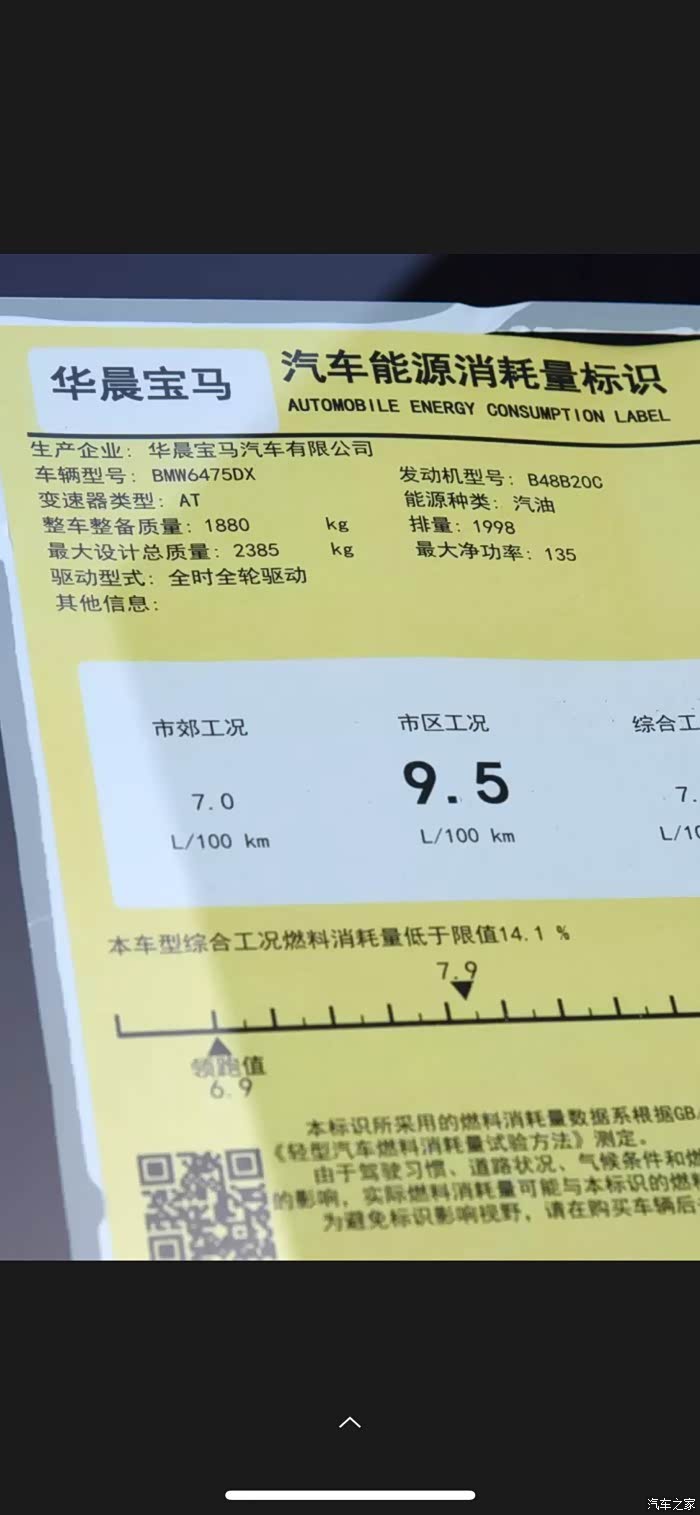 华晨宝马
汽车能源消耗量标识
AUTOMOBILE ENERGY CONSUMPTION LABEL
生产企业：华晨宝马汽车有限公司
车辆型号：BMW6475DX
发动机型号：B48B20G
变速器类型：AT
能源种类：汽油
整车整备质量：1880 kg
排量：1998
最大设计总质量：2385 kg
最大净功率：135
驱动型式：全时全轮驱动
其他信息：
市郊工况 市区工况 综合工
7.0 9.5 7.
L/100 km L/100 km L/10
本车型综合工况燃料消耗量低于限值14.1 %
7.9
领跑值
6.9
本标识所采用的燃料消耗量数据系根据GB/
《轻型汽车燃料消耗量试验方法》测定。
由于驾驶习惯、道路状况、气候条件和燃
的影响，实际燃料消耗量可能与本标识的燃料
为避免标识影响视野，请在购买车辆后
汽车之家